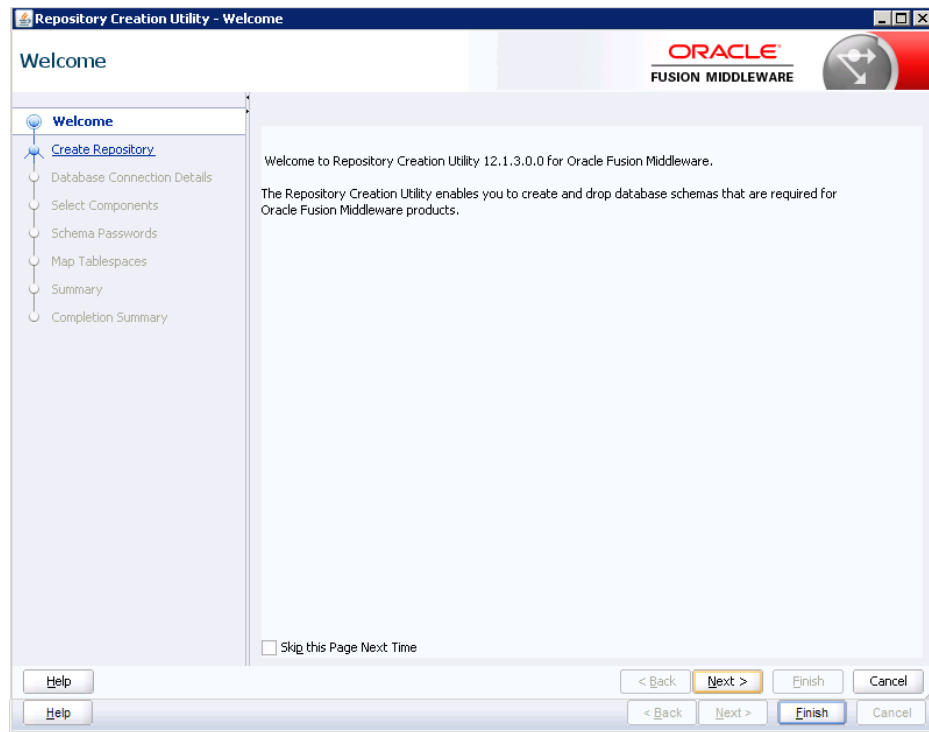 Repository Creation Utility - Welcome
Welcome
ORACLE
FUSION MIDDLEWARE
Welcome
Create Repository
Database Connection Details
Select Components
Schema Passwords
Map Tablespaces
Summary
Completion Summary
Welcome to Repository Creation Utility 12.1.3.0.0 for Oracle Fusion Middleware.
The Repository Creation Utility enables you to create and drop database schemas that are required for
Oracle Fusion Middleware products.
Skip this Page Next Time
Help < Back Next > Finish Cancel
Help < Back Next > Finish Cancel